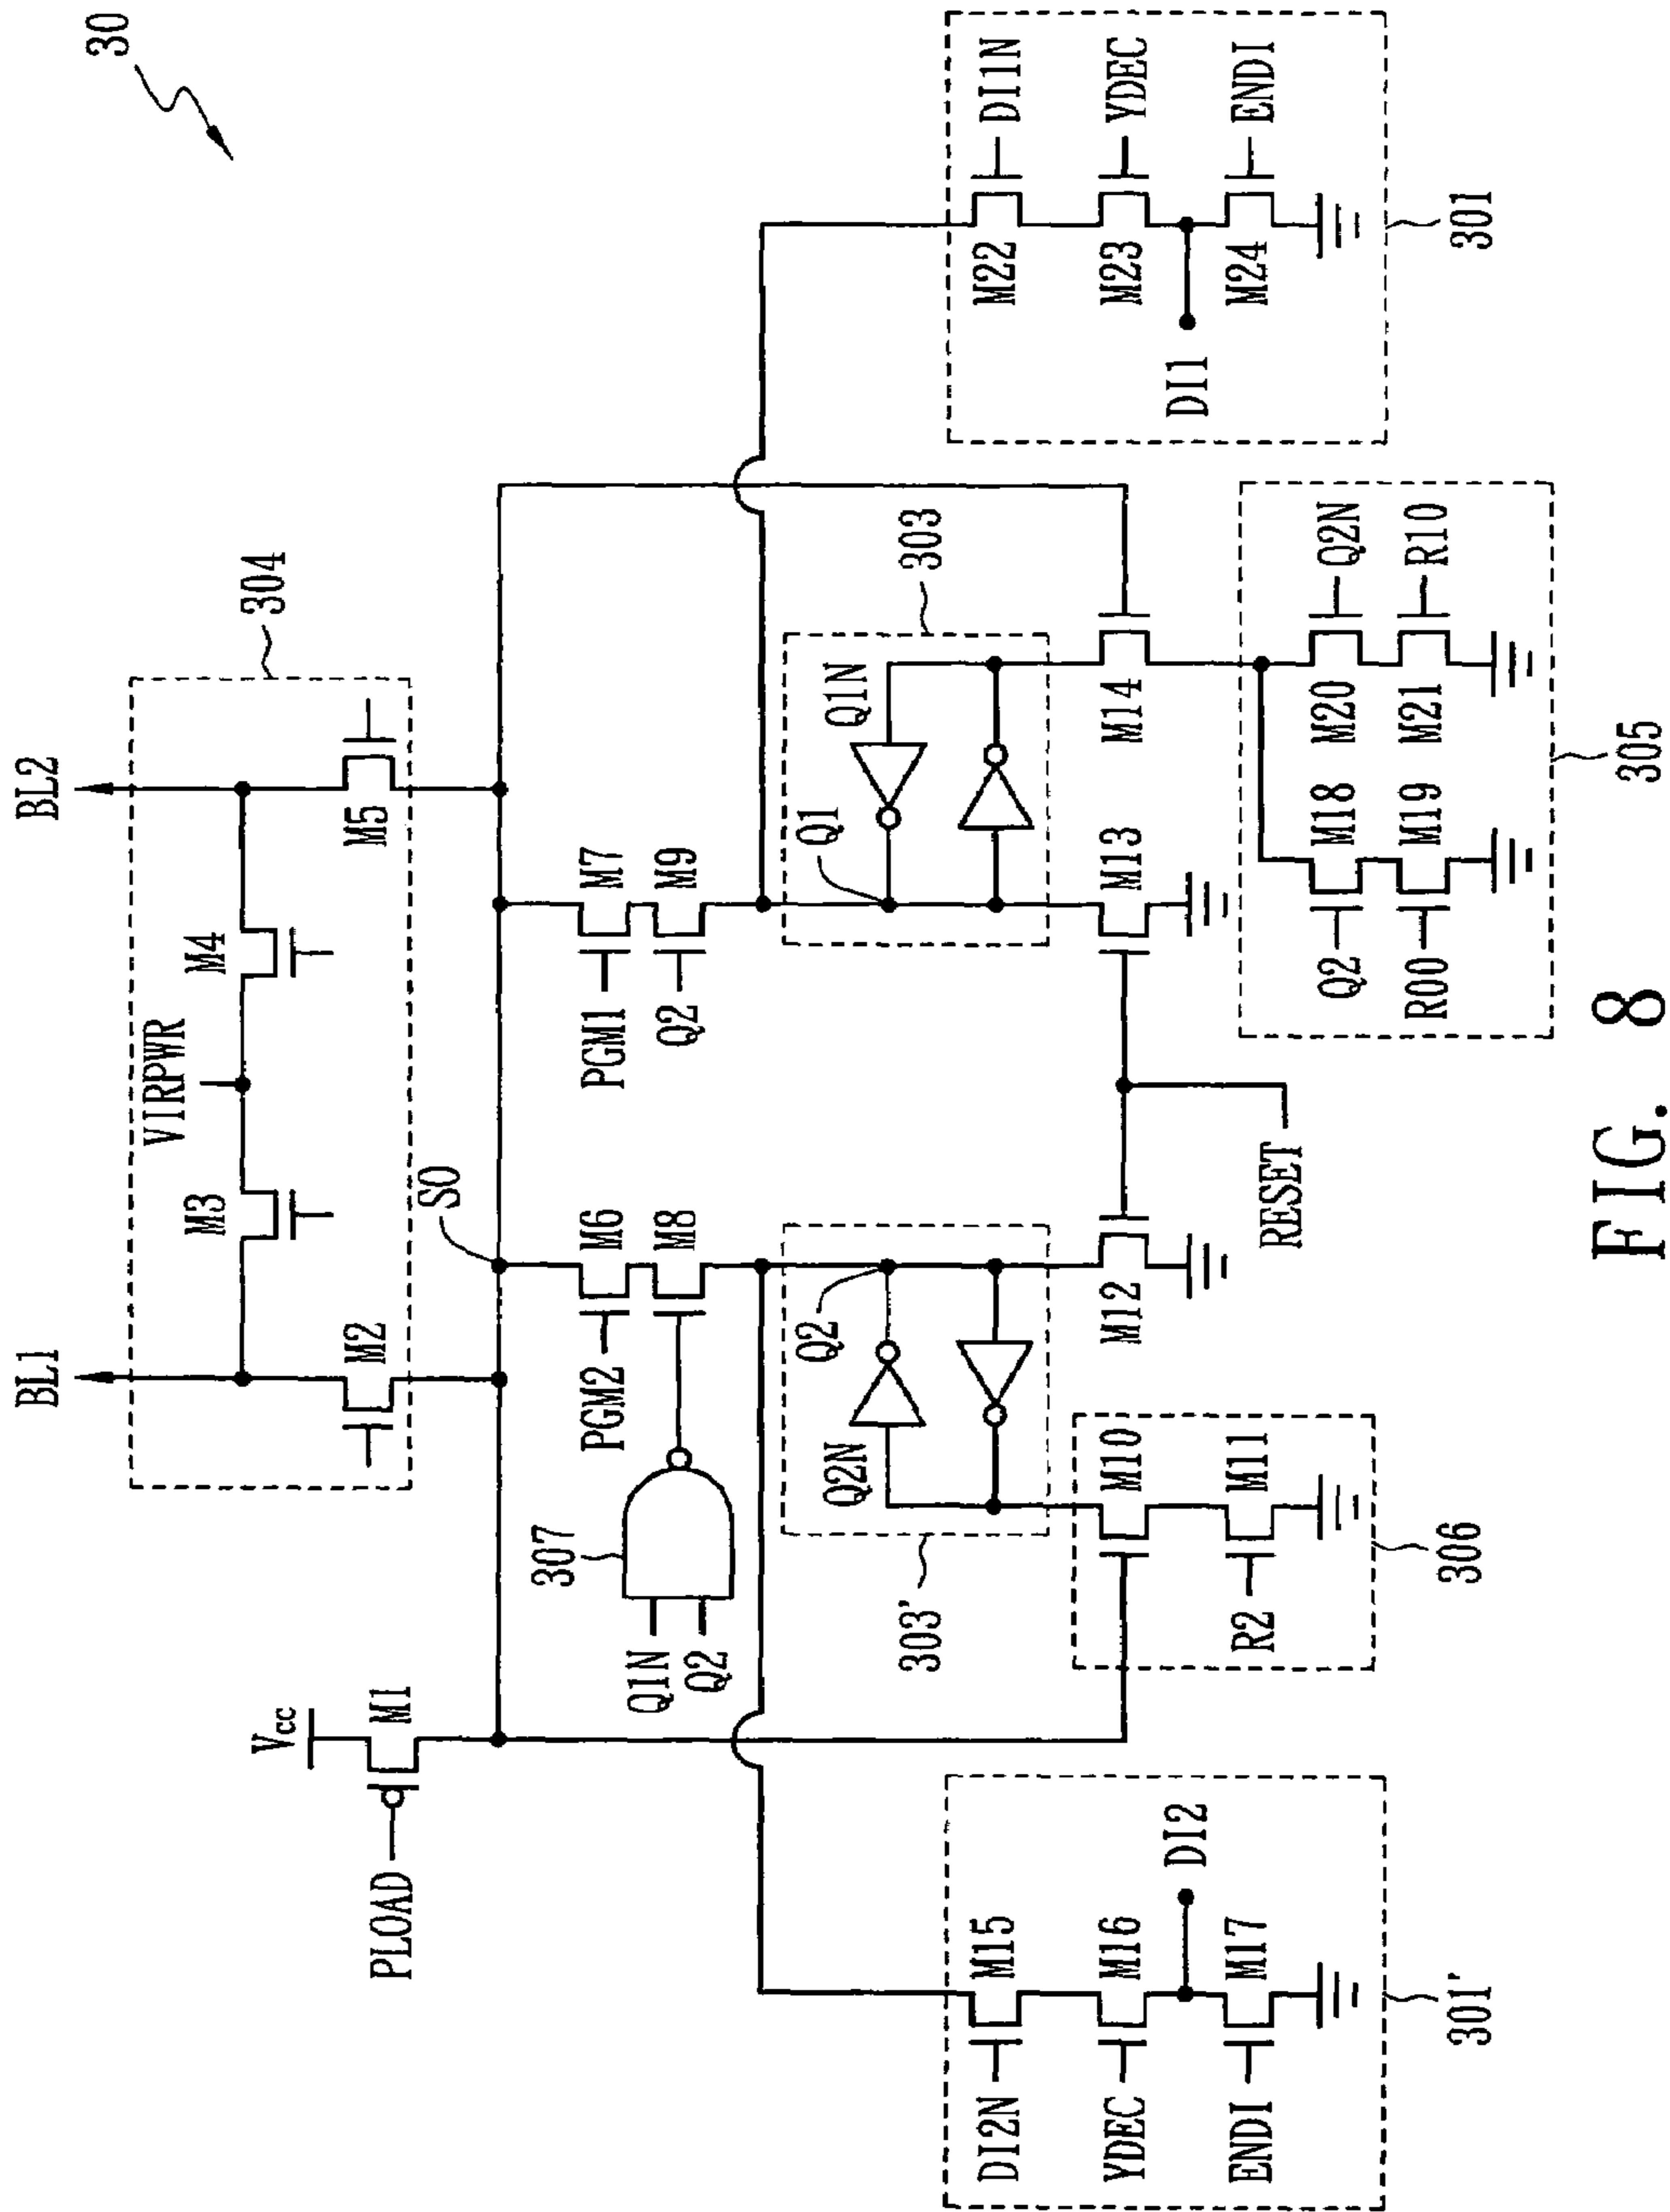 30
BL1
BL2
304
VIRPWR
M3
M4
M2
M5
Vcc
PLOAD
M1
SO
PGM2
M6
M8
PGM1
M7
Q2
M9
307
Q1N
Q2
Q2
Q2N
303'
Q1
Q1N
303
M10
R2
M11
306
M12
M13
M14
RESET
DI2N
M15
YDEC
M16
DI2
ENDI
M17
301'
Q2
M18
R00
M19
M20
Q2N
M21
R10
305
M22
DI1N
M23
YDEC
DI1
M24
ENDI
301
FIG. 8